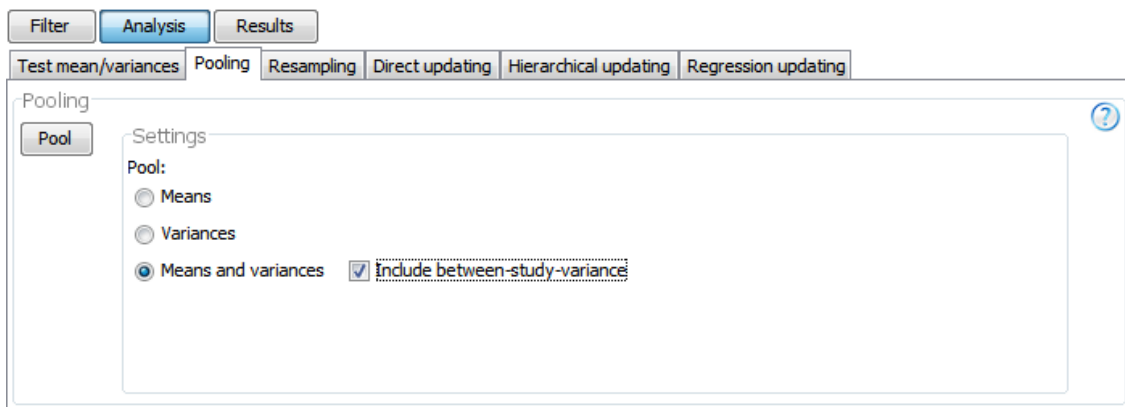 Filter Analysis Results
Test mean/variances Pooling Resampling Direct updating Hierarchical updating Regression updating
Pooling
?
Pool
Settings
Pool:
Means
Variances
Means and variances Include between-study-variance